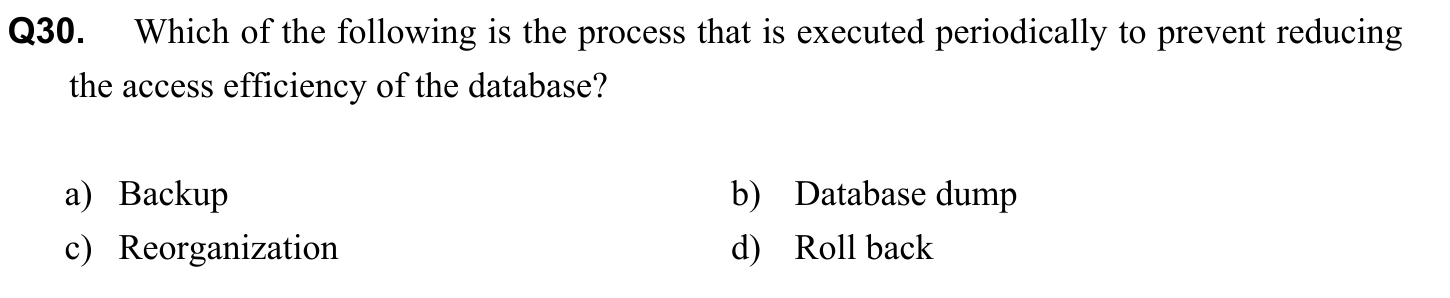 Q30. Which of the following is the process that is executed periodically to prevent reducing
the access efficiency of the database?
a) Backup b) Database dump
c) Reorganization d) Roll back